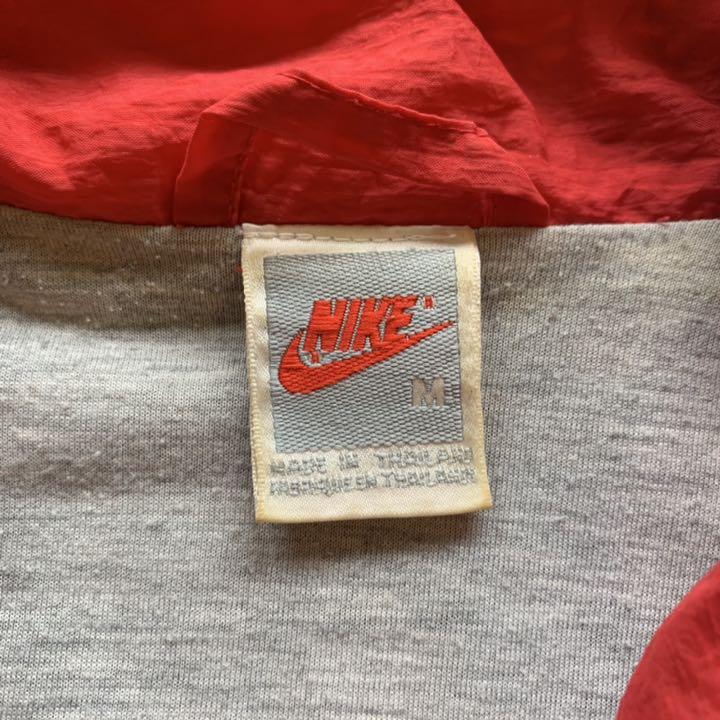 NIKE
M
MADE IN THAILAND
FABRIQUE EN THAILANDE